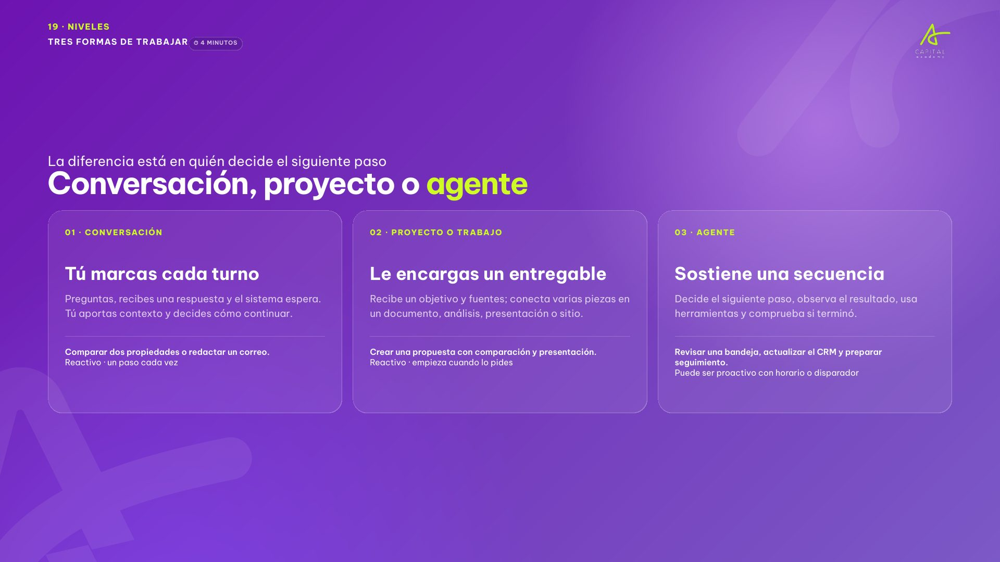 19 · NIVELES
TRES FORMAS DE TRABAJAR
⏱ 4 MINUTOS
CAPITAL
academy
La diferencia está en quién decide el siguiente paso
Conversación, proyecto o agente
01 · CONVERSACIÓN
Tú marcas cada turno
Preguntas, recibes una respuesta y el sistema espera.
Tú aportas contexto y decides cómo continuar.
Comparar dos propiedades o redactar un correo.
Reactivo · un paso cada vez
02 · PROYECTO O TRABAJO
Le encargas un entregable
Recibe un objetivo y fuentes; conecta varias piezas en
un documento, análisis, presentación o sitio.
Crear una propuesta con comparación y presentación.
Reactivo · empieza cuando lo pides
03 · AGENTE
Sostiene una secuencia
Decide el siguiente paso, observa el resultado, usa
herramientas y comprueba si terminó.
Revisar una bandeja, actualizar el CRM y preparar
seguimiento.
Puede ser proactivo con horario o disparador